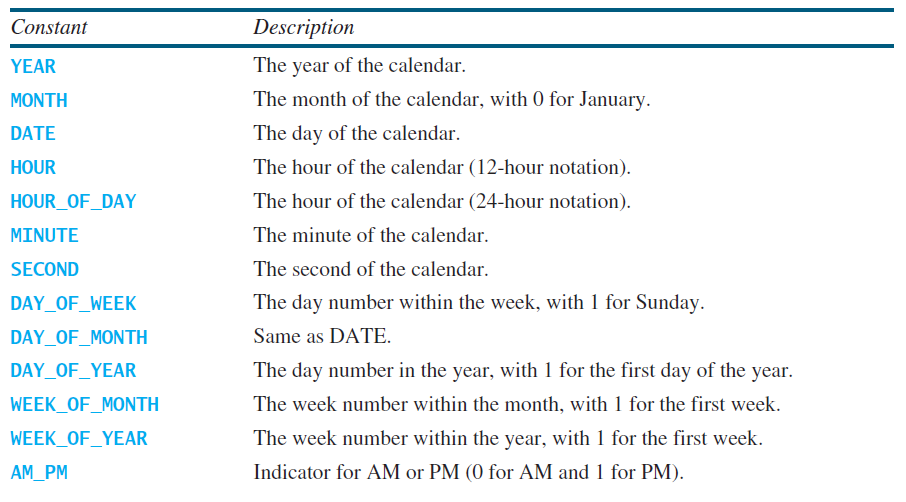 Constant Description
YEAR The year of the calendar.
MONTH The month of the calendar, with 0 for January.
DATE The day of the calendar.
HOUR The hour of the calendar (12-hour notation).
HOUR_OF_DAY The hour of the calendar (24-hour notation).
MINUTE The minute of the calendar.
SECOND The second of the calendar.
DAY_OF_WEEK The day number within the week, with 1 for Sunday.
DAY_OF_MONTH Same as DATE.
DAY_OF_YEAR The day number in the year, with 1 for the first day of the year.
WEEK_OF_MONTH The week number within the month, with 1 for the first week.
WEEK_OF_YEAR The week number within the year, with 1 for the first week.
AM_PM Indicator for AM or PM (0 for AM and 1 for PM).